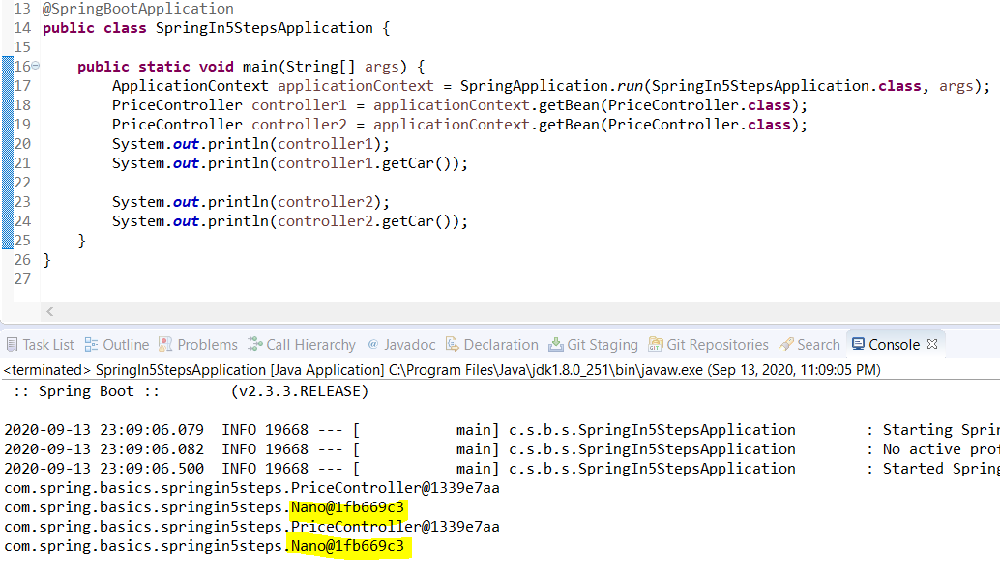 13 @SpringBootApplication
14 public class SpringIn5StepsApplication {
15
16 public static void main(String[] args) {
17 ApplicationContext applicationContext = SpringApplication.run(SpringIn5StepsApplication.class, args);
18 PriceController controller1 = applicationContext.getBean(PriceController.class);
19 PriceController controller2 = applicationContext.getBean(PriceController.class);
20 System.out.println(controller1);
21 System.out.println(controller1.getCar());
22
23 System.out.println(controller2);
24 System.out.println(controller2.getCar());
25 }
26 }
27
Task List Outline Problems Call Hierarchy @ Javadoc Declaration Git Staging Git Repositories Search Console
<terminated> SpringIn5StepsApplication [Java Application] C:\Program Files\Java\jdk1.8.0_251\bin\javaw.exe (Sep 13, 2020, 11:09:05 PM)
:: Spring Boot :: (v2.3.3.RELEASE)
2020-09-13 23:09:06.079 INFO 19668 --- [ main] c.s.b.s.SpringIn5StepsApplication : Starting Sprin
2020-09-13 23:09:06.082 INFO 19668 --- [ main] c.s.b.s.SpringIn5StepsApplication : No active prof
2020-09-13 23:09:06.500 INFO 19668 --- [ main] c.s.b.s.SpringIn5StepsApplication : Started Spring
com.spring.basics.springin5steps.PriceController@1339e7aa
com.spring.basics.springin5steps.Nano@1fb669c3
com.spring.basics.springin5steps.PriceController@1339e7aa
com.spring.basics.springin5steps.Nano@1fb669c3